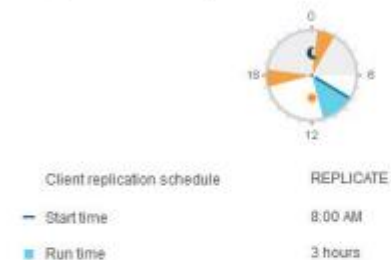 0
18 6
12
Client replication schedule REPLICATE
Start time 8:00 AM
Run time 3 hours